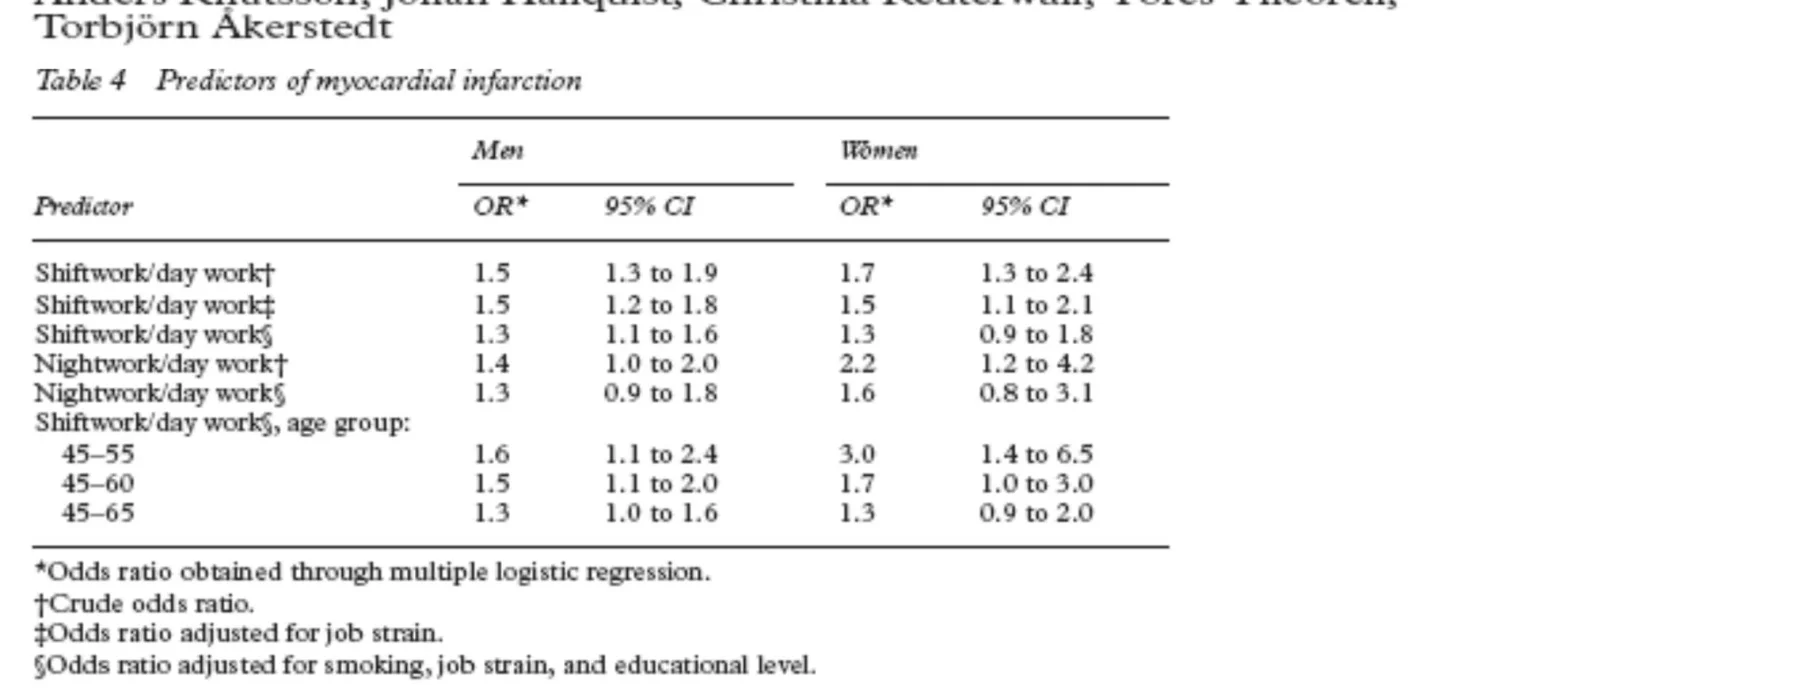 Torbjörn Åkerstedt
Table 4 Predictors of myocardial infarction
Men Women
Predictor OR* 95% CI OR* 95% CI
Shiftwork/day work† 1.5 1.3 to 1.9 1.7 1.3 to 2.4
Shiftwork/day work‡ 1.5 1.2 to 1.8 1.5 1.1 to 2.1
Shiftwork/day work§ 1.3 1.1 to 1.6 1.3 0.9 to 1.8
Nightwork/day work† 1.4 1.0 to 2.0 2.2 1.2 to 4.2
Nightwork/day work§ 1.3 0.9 to 1.8 1.6 0.8 to 3.1
Shiftwork/day work§, age group:
45–55 1.6 1.1 to 2.4 3.0 1.4 to 6.5
45–60 1.5 1.1 to 2.0 1.7 1.0 to 3.0
45–65 1.3 1.0 to 1.6 1.3 0.9 to 2.0
*Odds ratio obtained through multiple logistic regression.
†Crude odds ratio.
‡Odds ratio adjusted for job strain.
§Odds ratio adjusted for smoking, job strain, and educational level.